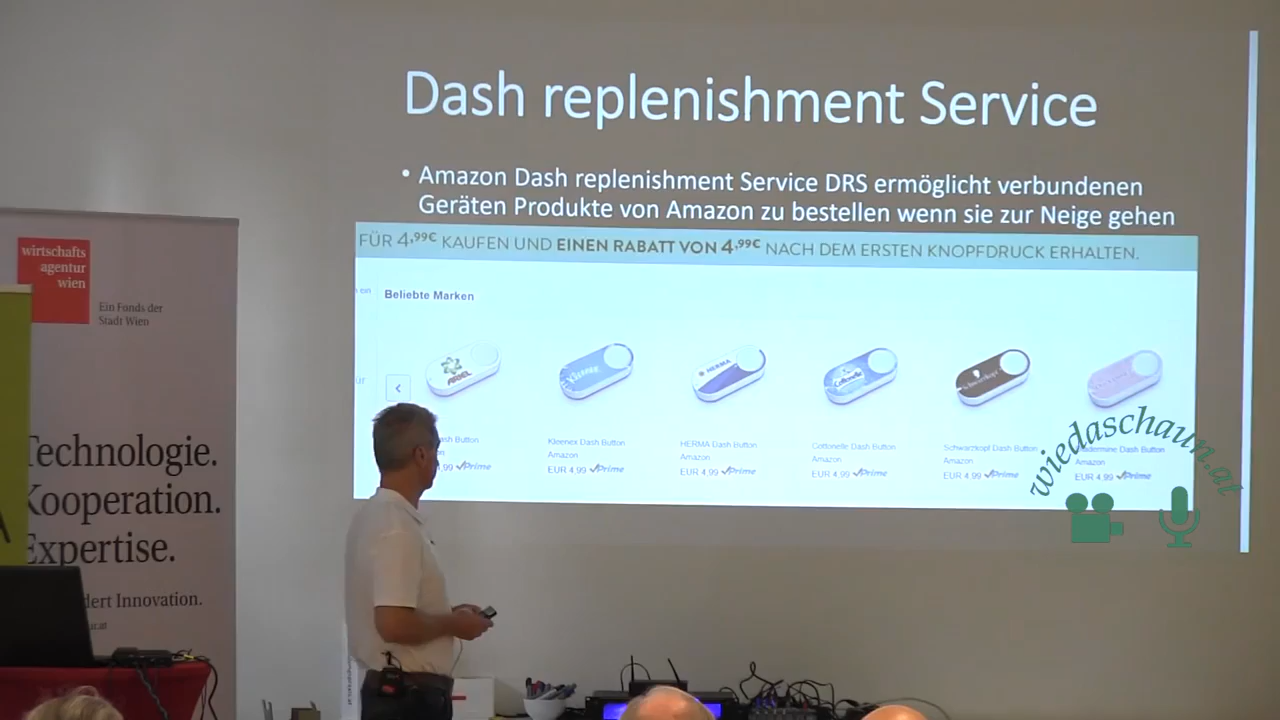 Dash replenishment Service
• Amazon Dash replenishment Service DRS ermöglicht verbundenen
Geräten Produkte von Amazon zu bestellen wenn sie zur Neige gehen
FÜR 4,99€ KAUFEN UND EINEN RABATT VON 4,99€ NACH DEM ERSTEN KNOPFDRUCK ERHALTEN.
Beliebte Marken
ARIEL
Kleenex
HERMA
Cottonelle
Schwarzkopf
Dash Button
4,99 Prime
Kleenex Dash Button
Amazon
EUR 4,99 Prime
HERMA Dash Button
Amazon
EUR 4,99 Prime
Cottonelle Dash Button
Amazon
EUR 4,99 Prime
Schwarzkopf Dash Button
Amazon
EUR 4,99 Prime
Dash Button
Amazon
EUR 4,99 Prime
wiedaschaun.at
wirtschafts
agentur
wien
Ein Fonds der
Stadt Wien
Technologie.
Kooperation.
Expertise.
Innovation.